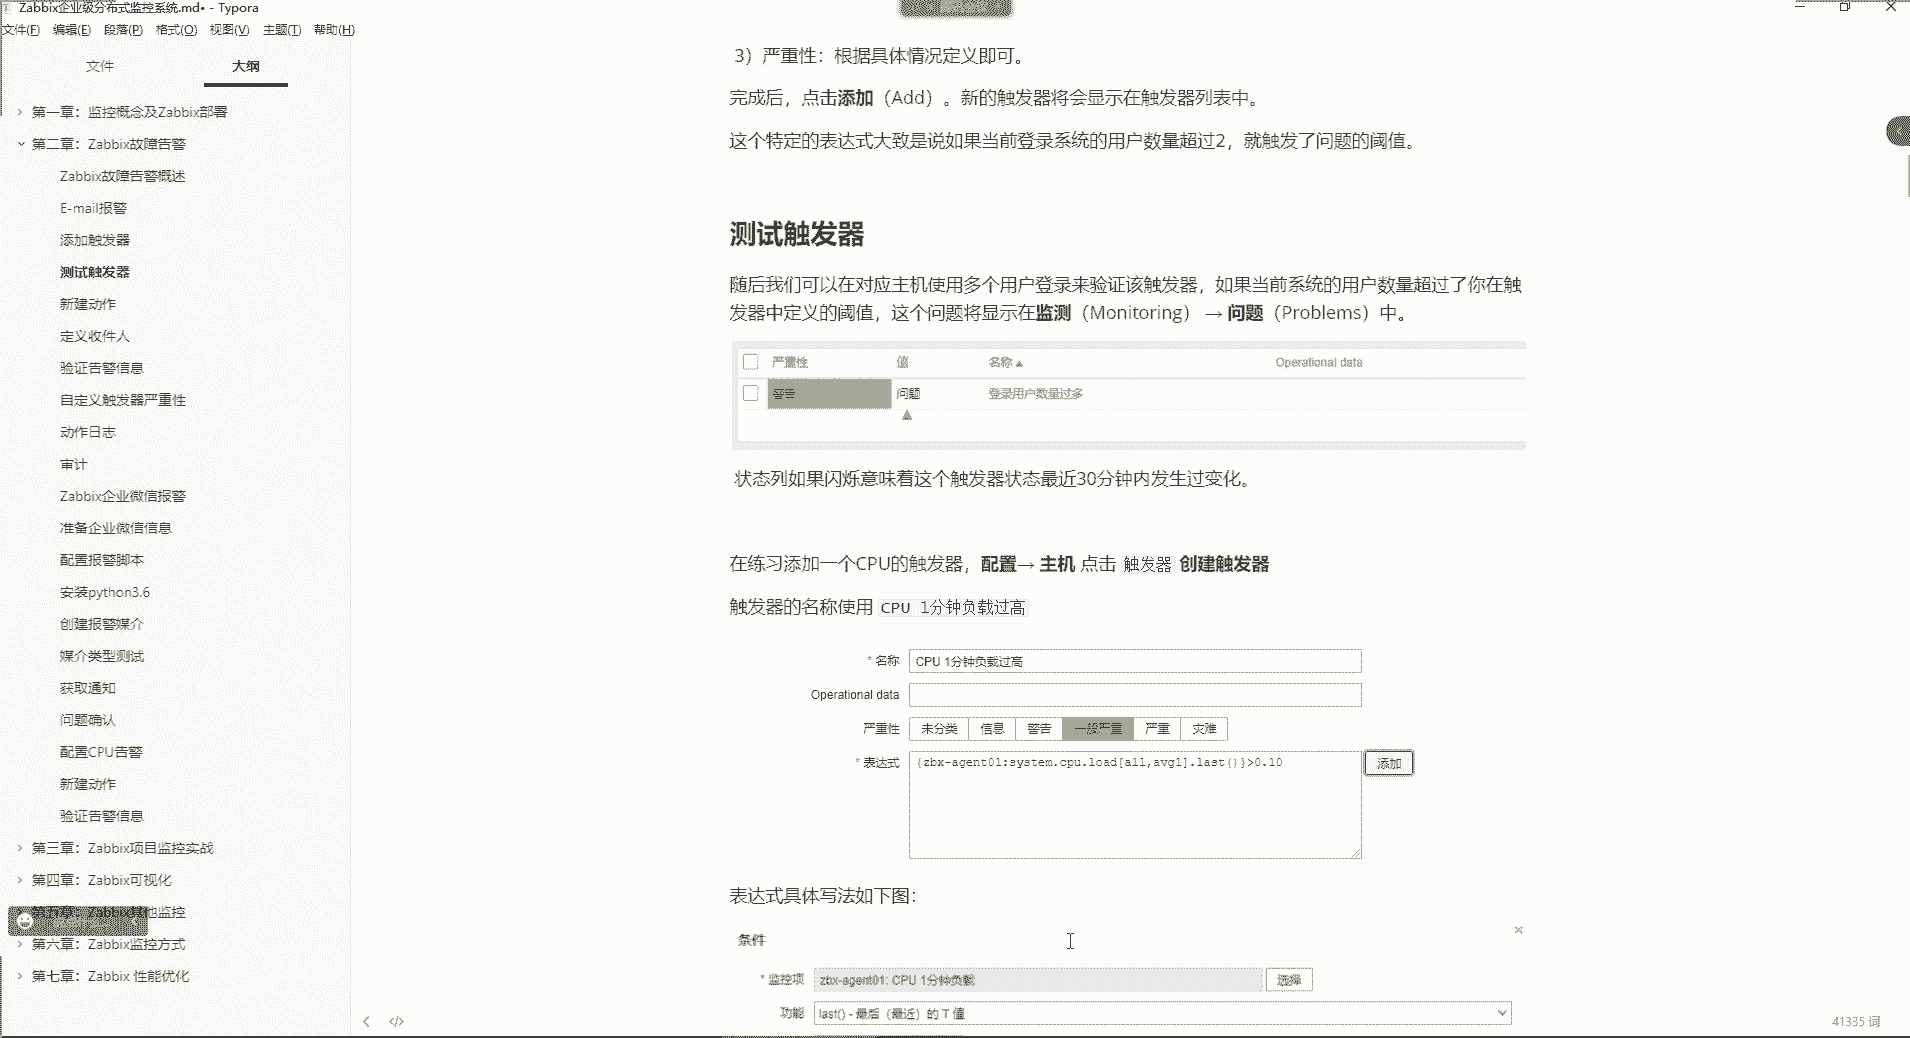 Zabbix企业级分布式监控系统.md• - Typora
文件(F) 编辑(E) 段落(P) 格式(O) 视图(V) 主题(T) 帮助(H)
文件 大纲
第一章：监控概念及Zabbix部署
第二章：Zabbix故障告警
Zabbix故障告警概述
E-mail报警
添加触发器
测试触发器
新建动作
定义收件人
验证告警信息
自定义触发器严重性
动作日志
审计
Zabbix企业微信报警
准备企业微信信息
配置报警脚本
安装python3.6
创建报警媒介
媒介类型测试
获取通知
问题确认
配置CPU告警
新建动作
验证告警信息
第三章：Zabbix项目监控实战
第四章：Zabbix可视化
第五章：Zabbix其他监控
第六章：Zabbix监控方式
第七章：Zabbix 性能优化
3）严重性：根据具体情况定义即可。
完成后，点击添加（Add）。新的触发器将会显示在触发器列表中。
这个特定的表达式大致是说如果当前登录系统的用户数量超过2，就触发了问题的阈值。
测试触发器
随后我们可以在对应主机使用多个用户登录来验证该触发器，如果当前系统的用户数量超过了你在触
发器中定义的阈值，这个问题将显示在监测（Monitoring） → 问题（Problems）中。
严重性 值 名称▲ Operational data
警告 问题 登录用户数量过多
状态列如果闪烁意味着这个触发器状态最近30分钟内发生过变化。
在练习添加一个CPU的触发器，配置→ 主机 点击 触发器 创建触发器
触发器的名称使用 CPU 1分钟负载过高
* 名称 CPU 1分钟负载过高
Operational data
严重性 未分类 信息 警告 一般严重 严重 灾难
* 表达式 {zbx-agent01:system.cpu.load[all,avg1].last()}>0.10 添加
表达式具体写法如下图：
条件
* 监控项 zbx-agent01: CPU 1分钟负载 选择
功能 last() - 最后（最近）的 T 值
41335 词